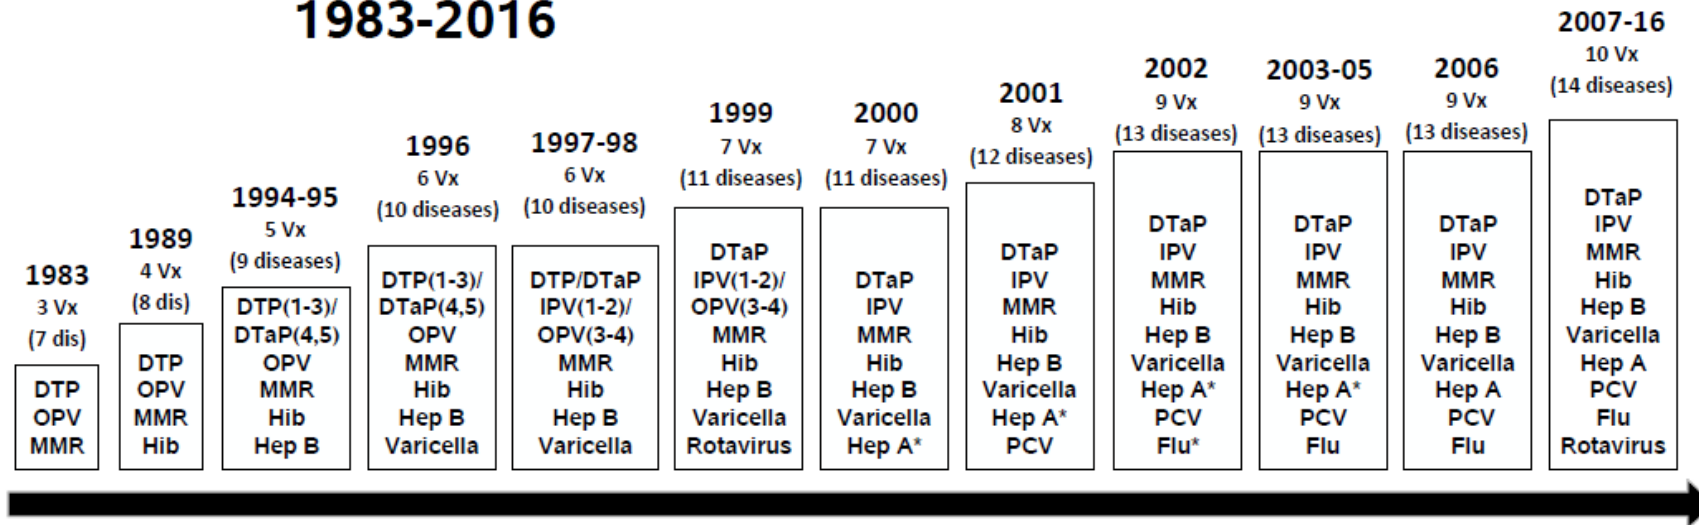 1983-2016
1983
3 Vx
(7 dis)
DTP
OPV
MMR
1989
4 Vx
(8 dis)
DTP
OPV
MMR
Hib
1994-95
5 Vx
(9 diseases)
DTP(1-3)/
DTaP(4,5)
OPV
MMR
Hib
Hep B
1996
6 Vx
(10 diseases)
DTP(1-3)/
DTaP(4,5)
OPV
MMR
Hib
Hep B
Varicella
1997-98
6 Vx
(10 diseases)
DTP/DTaP
IPV(1-2)/
OPV(3-4)
MMR
Hib
Hep B
Varicella
1999
7 Vx
(11 diseases)
DTaP
IPV(1-2)/
OPV(3-4)
MMR
Hib
Hep B
Varicella
Rotavirus
2000
7 Vx
(11 diseases)
DTaP
IPV
MMR
Hib
Hep B
Varicella
Hep A*
2001
8 Vx
(12 diseases)
DTaP
IPV
MMR
Hib
Hep B
Varicella
Hep A*
PCV
2002
9 Vx
(13 diseases)
DTaP
IPV
MMR
Hib
Hep B
Varicella
Hep A*
PCV
Flu*
2003-05
9 Vx
(13 diseases)
DTaP
IPV
MMR
Hib
Hep B
Varicella
Hep A*
PCV
Flu
2006
9 Vx
(13 diseases)
DTaP
IPV
MMR
Hib
Hep B
Varicella
Hep A
PCV
Flu
2007-16
10 Vx
(14 diseases)
DTaP
IPV
MMR
Hib
Hep B
Varicella
Hep A
PCV
Flu
Rotavirus